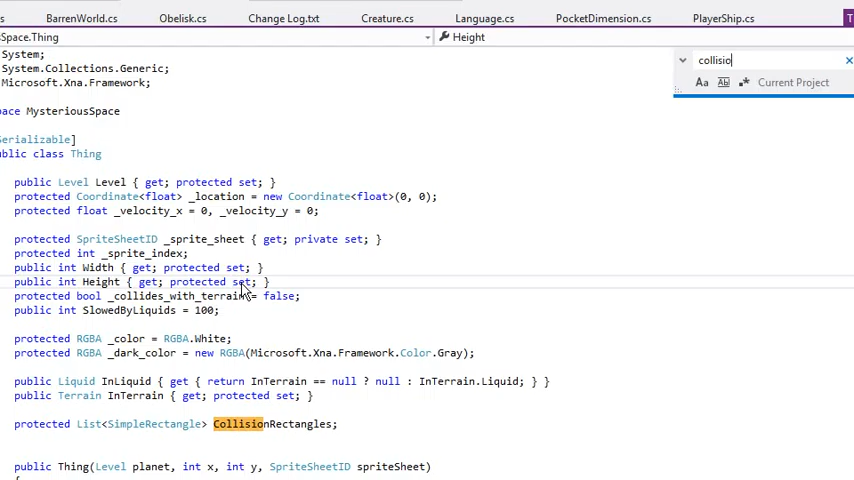 s BarrenWorld.cs Obelisk.cs Change Log.txt Creature.cs Language.cs PocketDimension.cs PlayerShip.cs T
sSpace.Thing Height
System;
collisio
System.Collections.Generic;
Microsoft.Xna.Framework;
Aa Ab .* Current Project
pace MysteriousSpace
Serializable]
ublic class Thing
public Level Level { get; protected set; }
protected Coordinate<float> _location = new Coordinate<float>(0, 0);
protected float _velocity_x = 0, _velocity_y = 0;
protected SpriteSheetID _sprite_sheet { get; private set; }
protected int _sprite_index;
public int Width { get; protected set; }
public int Height { get; protected set; }
protected bool _collides_with_terrain = false;
public int SlowedByLiquids = 100;
protected RGBA _color = RGBA.White;
protected RGBA _dark_color = new RGBA(Microsoft.Xna.Framework.Color.Gray);
public Liquid InLiquid { get { return InTerrain == null ? null : InTerrain.Liquid; } }
public Terrain InTerrain { get; protected set; }
protected List<SimpleRectangle> CollisionRectangles;
public Thing(Level planet, int x, int y, SpriteSheetID spriteSheet)
{